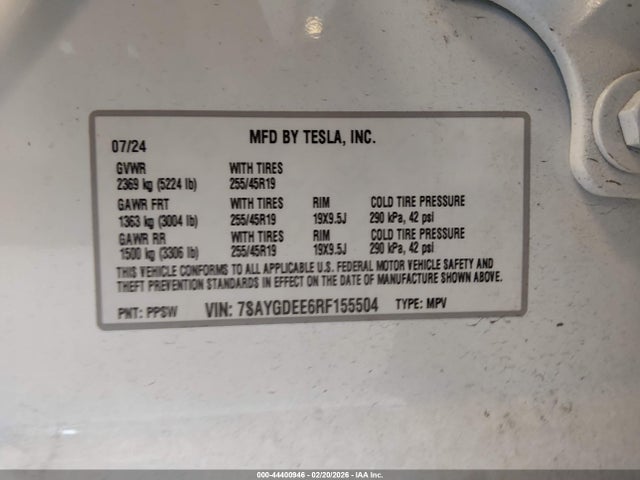 07/24 MFD BY TESLA, INC.
GVWR WITH TIRES
2369 kg (5224 lb) 255/45R19
GAWR FRT WITH TIRES RIM COLD TIRE PRESSURE
1363 kg (3004 lb) 255/45R19 19X9.5J 290 kPa, 42 psi
GAWR RR WITH TIRES RIM COLD TIRE PRESSURE
1500 kg (3306 lb) 255/45R19 19X9.5J 290 kPa, 42 psi
THIS VEHICLE CONFORMS TO ALL APPLICABLE U.S. FEDERAL MOTOR VEHICLE SAFETY AND
THEFT PREVENTION STANDARDS IN EFFECT ON THE DATE OF MANUFACTURE SHOWN ABOVE.
PNT: PPSW VIN: 7SAYGDEE6RF155504 TYPE: MPV
000-44400946 - 02/20/2026 - IAA Inc.